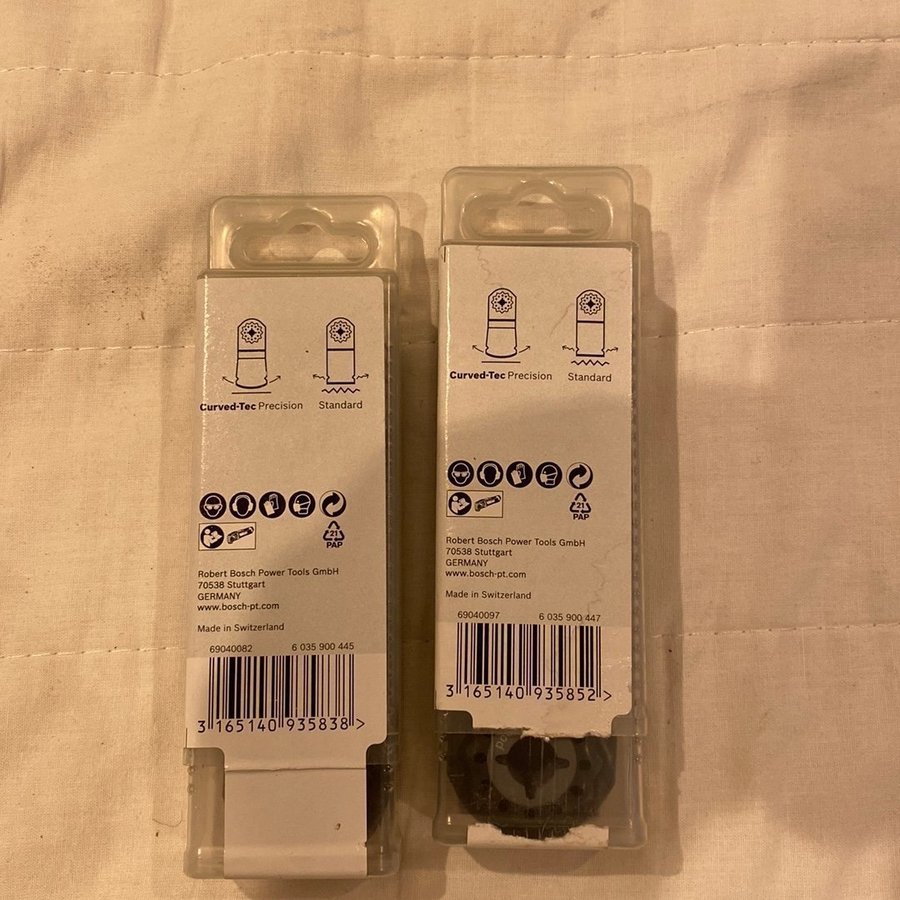 Curved-Tec Precision Standard
21
PAP
Robert Bosch Power Tools GmbH
70538 Stuttgart
GERMANY
www.bosch-pt.com
Made in Switzerland
69040082 6 035 900 445
3 165140 935838 >
Curved-Tec Precision Standard
21
PAP
Robert Bosch Power Tools GmbH
70538 Stuttgart
GERMANY
www.bosch-pt.com
Made in Switzerland
69040097 6 035 900 447
3 165140 935852 >